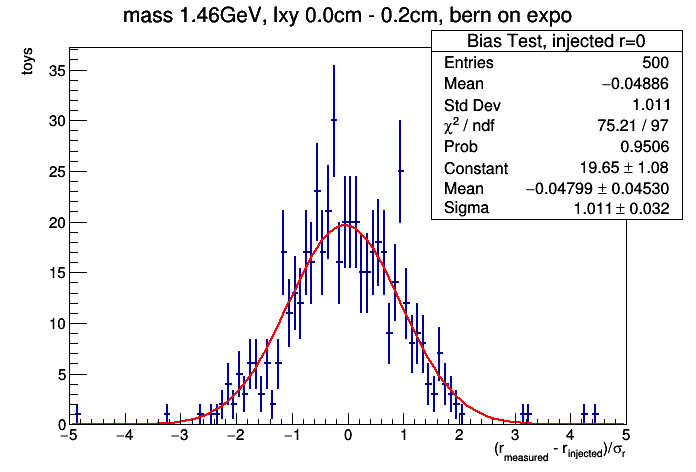 mass 1.46GeV, lxy 0.0cm - 0.2cm, bern on expo
toys
Bias Test, injected r=0
Entries 500
Mean −0.04886
Std Dev 1.011
χ² / ndf 75.21 / 97
Prob 0.9506
Constant 19.65 ± 1.08
Mean −0.04799 ± 0.04530
Sigma 1.011 ± 0.032
35
30
25
20
15
10
5
0
−5 −4 −3 −2 −1 0 1 2 3 4 5
(r_measured - r_injected)/σ_r